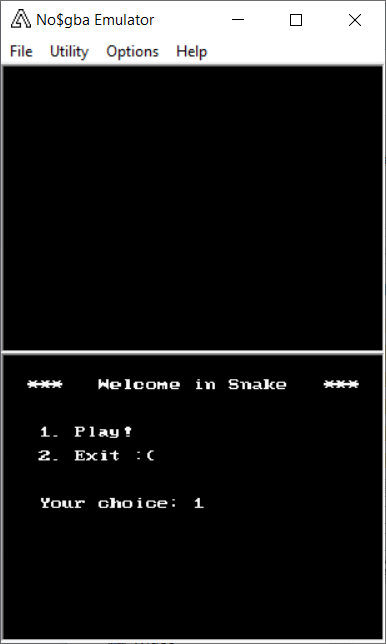 No$gba Emulator
File Utility Options Help
*** Welcome in Snake ***
1. Play!
2. Exit :(
Your choice: 1